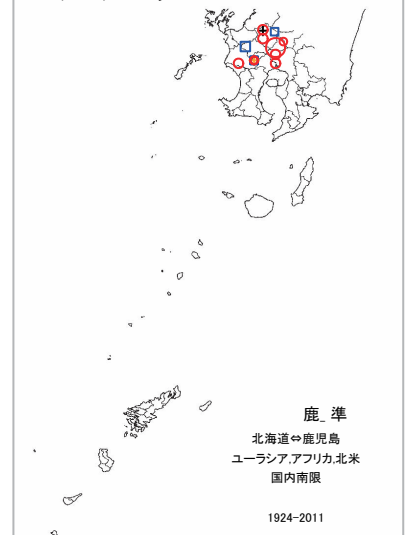 鹿_準
北海道⇔鹿児島
ユーラシア,アフリカ,北米
国内南限
1924-2011